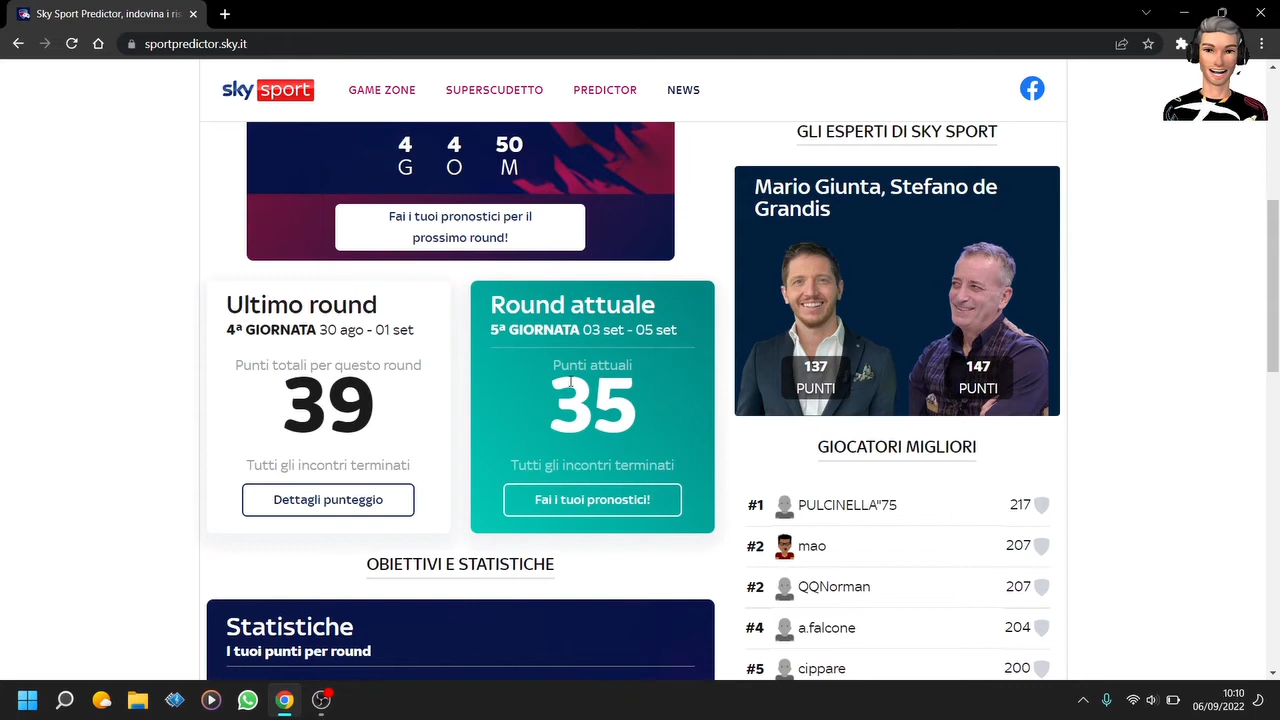 Sky Sport Predictor, indovina i ris
sportpredictor.sky.it
sky sport
GAME ZONE
SUPERSCUDETTO
PREDICTOR
NEWS
4
4
50
G
O
M
Fai i tuoi pronostici per il
prossimo round!
Ultimo round
4ª GIORNATA 30 ago - 01 set
Punti totali per questo round
39
Tutti gli incontri terminati
Dettagli punteggio
Round attuale
5ª GIORNATA 03 set - 05 set
Punti attuali
35
Tutti gli incontri terminati
Fai i tuoi pronostici!
OBIETTIVI E STATISTICHE
Statistiche
I tuoi punti per round
GLI ESPERTI DI SKY SPORT
Mario Giunta, Stefano de
Grandis
137
PUNTI
147
PUNTI
GIOCATORI MIGLIORI
#1 PULCINELLA"75 217
#2 mao 207
#2 QQNorman 207
#4 a.falcone 204
#5 cippare 200
10:10
06/09/2022